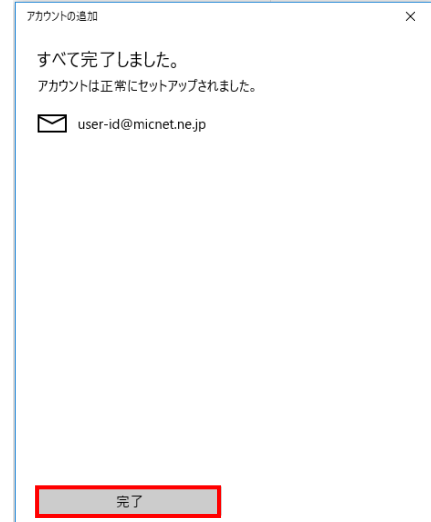 アカウントの追加
すべて完了しました。
アカウントは正常にセットアップされました。
user-id@micnet.ne.jp
完了